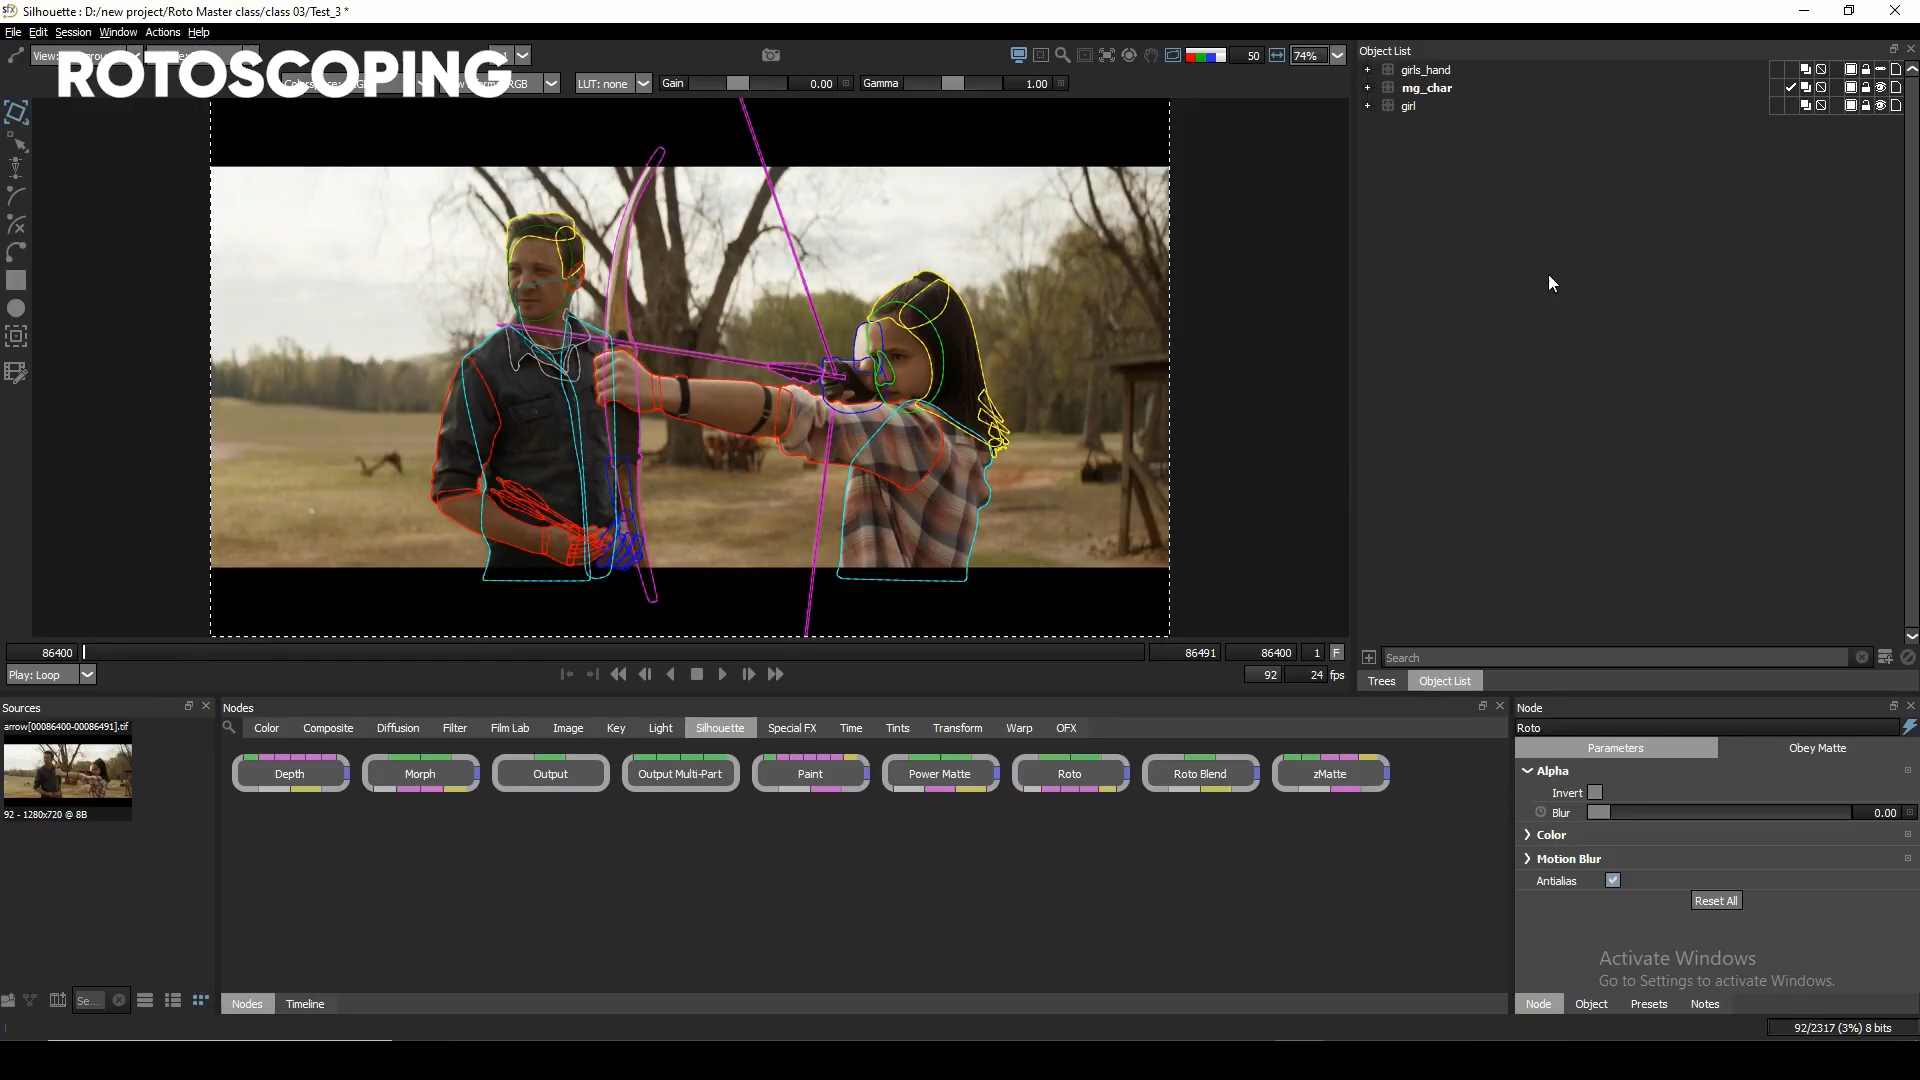 Silhouette : D:/new project/Roto Master class/class 03/Test_3 *
File Edit Session Window Actions Help
ROTOSCOPING
View:
50
74%
LUT: none
Gain
0.00
Gamma
1.00
Object List
girls_hand
mg_char
girl
Search
Trees
Object List
86400
86491
86400
1
F
Play: Loop
92
24
fps
Sources
arrow[00086400-00086491].tif
92 - 1280x720 @ 8B
Se...
Nodes
Color Composite Diffusion Filter Film Lab Image Key Light Silhouette Special FX Time Tints Transform Warp OFX
Depth Morph Output Output Multi-Part Paint Power Matte Roto Roto Blend zMatte
Nodes Timeline
Node
Roto
Parameters
Obey Matte
Alpha
Invert
Blur
0.00
Color
Motion Blur
Antialias
Reset All
Activate Windows
Go to Settings to activate Windows.
Node Object Presets Notes
92/2317 (3%) 8 bits